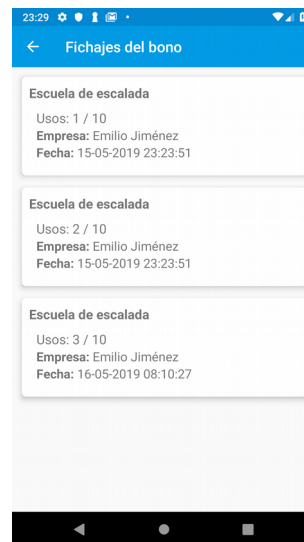 23:29
Fichajes del bono
Escuela de escalada
Usos: 1 / 10
Empresa: Emilio Jiménez
Fecha: 15-05-2019 23:23:51
Escuela de escalada
Usos: 2 / 10
Empresa: Emilio Jiménez
Fecha: 15-05-2019 23:23:51
Escuela de escalada
Usos: 3 / 10
Empresa: Emilio Jiménez
Fecha: 16-05-2019 08:10:27